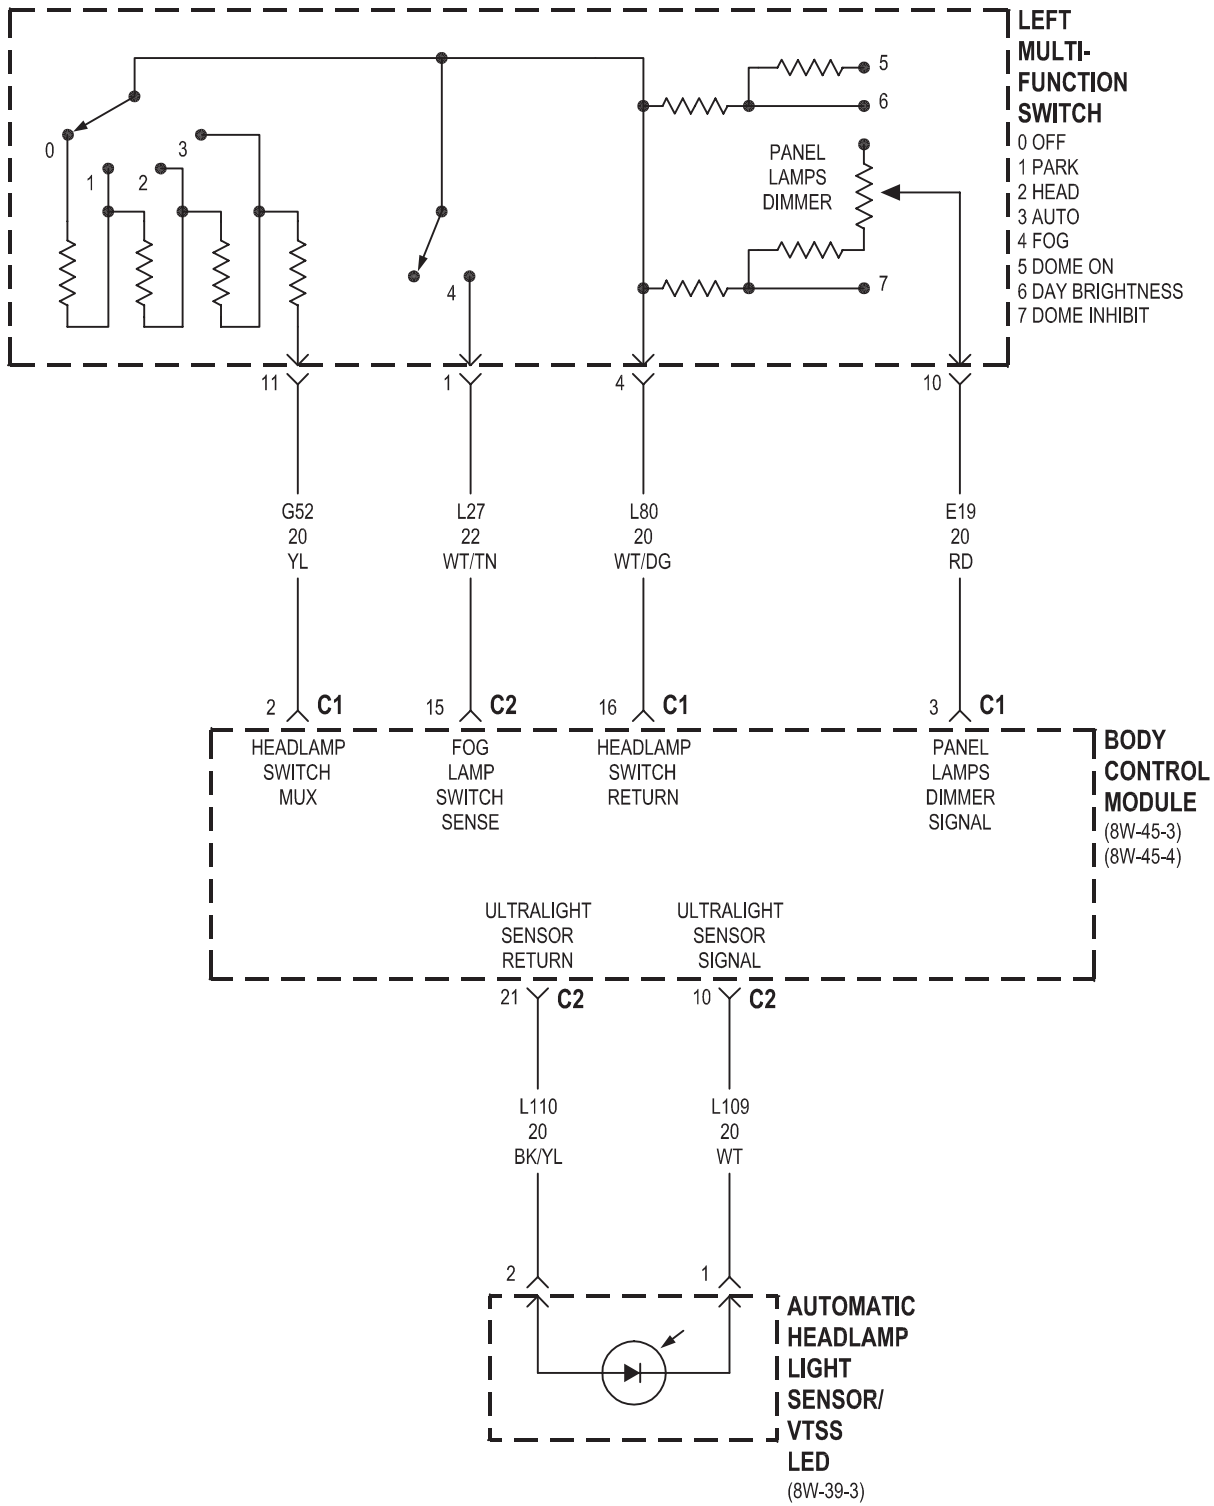 LEFT
MULTI-
FUNCTION
SWITCH
0 OFF
1 PARK
2 HEAD
3 AUTO
4 FOG
5 DOME ON
6 DAY BRIGHTNESS
7 DOME INHIBIT
5
6
0
1
2
3
4
PANEL
LAMPS
DIMMER
7
11
1
4
10
G52
20
YL
L27
22
WT/TN
L80
20
WT/DG
E19
20
RD
2 C1
15 C2
16 C1
3 C1
HEADLAMP
SWITCH
MUX
FOG
LAMP
SWITCH
SENSE
HEADLAMP
SWITCH
RETURN
PANEL
LAMPS
DIMMER
SIGNAL
BODY
CONTROL
MODULE
(8W-45-3)
(8W-45-4)
ULTRALIGHT
SENSOR
RETURN
ULTRALIGHT
SENSOR
SIGNAL
21 C2
10 C2
L110
20
BK/YL
L109
20
WT
2
1
AUTOMATIC
HEADLAMP
LIGHT
SENSOR/
VTSS
LED
(8W-39-3)